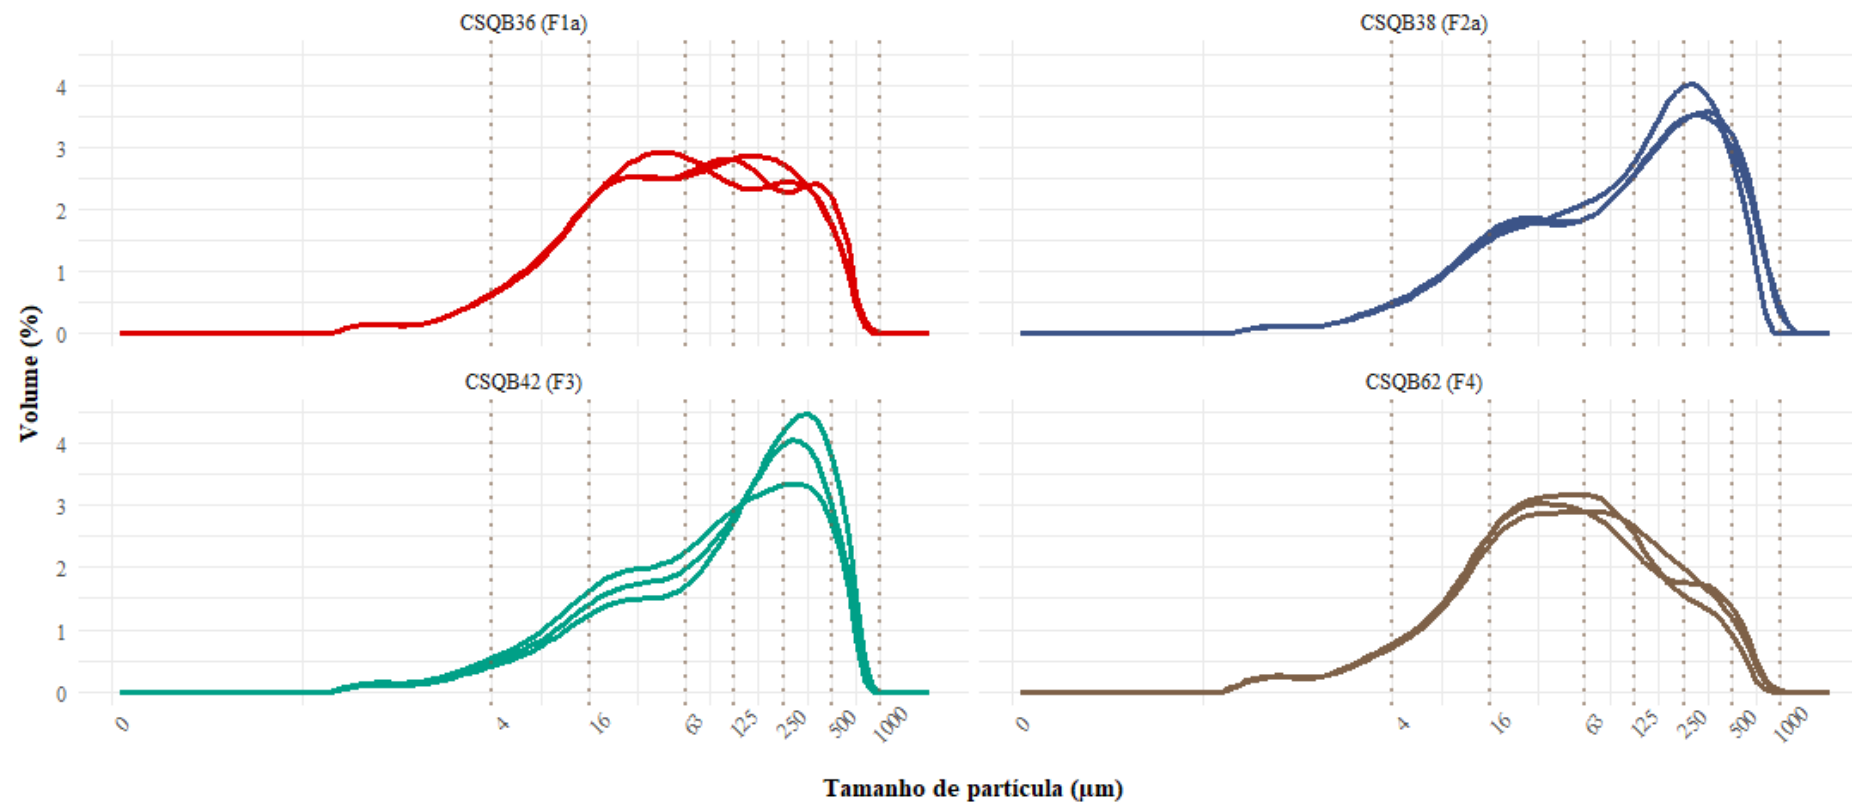 CSQB36 (F1a)
CSQB38 (F2a)
4
3
2
1
0
CSQB42 (F3)
CSQB62 (F4)
4
3
2
1
0
Volume (%)
0 4 16 63 125 250 500 1000
0 4 16 63 125 250 500 1000
Tamanho de partícula (μm)